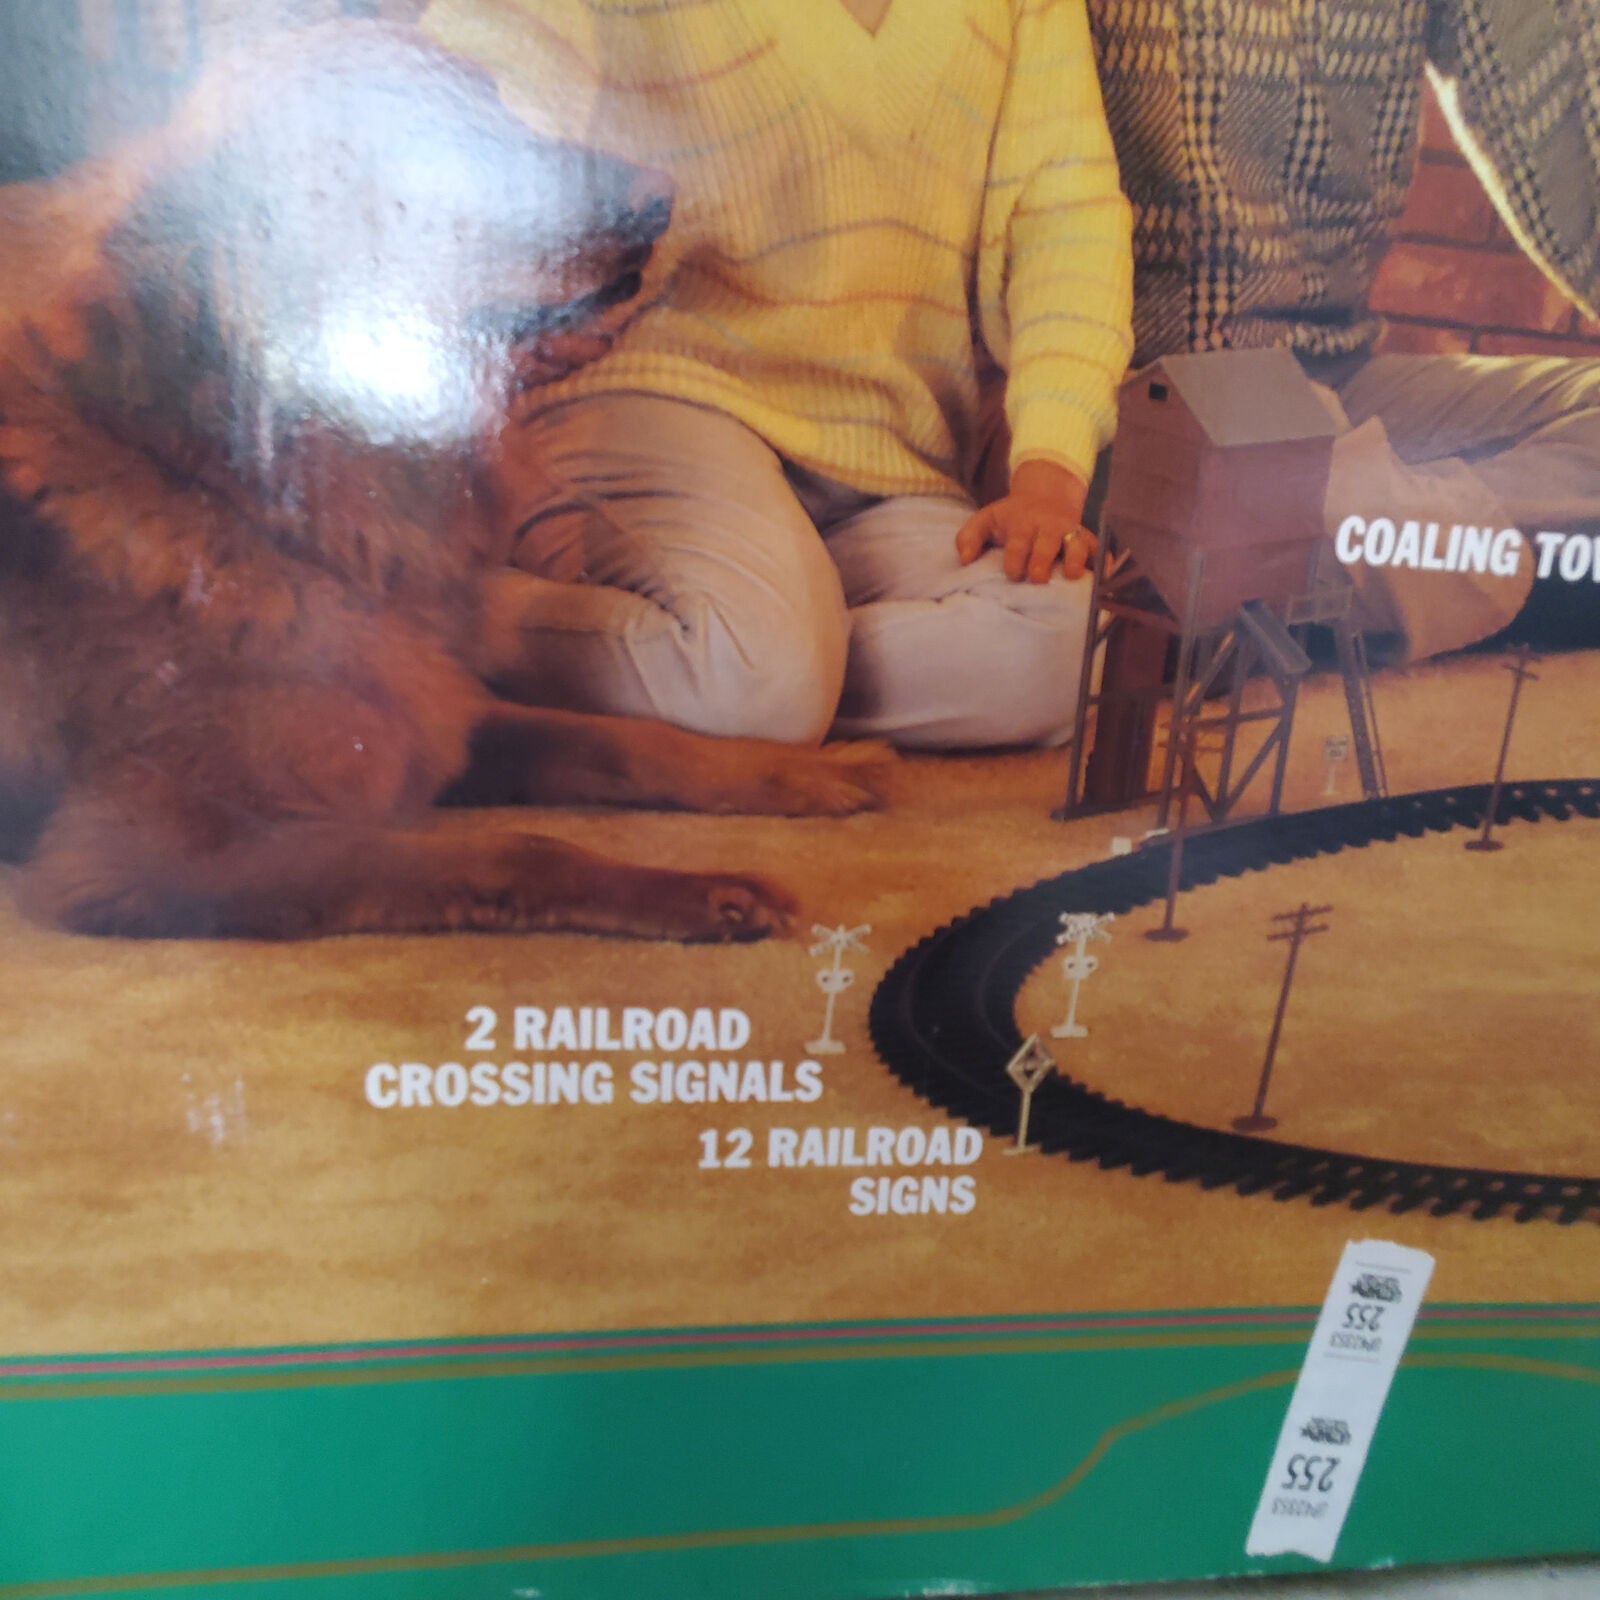 COALING TOW
2 RAILROAD
CROSSING SIGNALS
12 RAILROAD
SIGNS
255
255